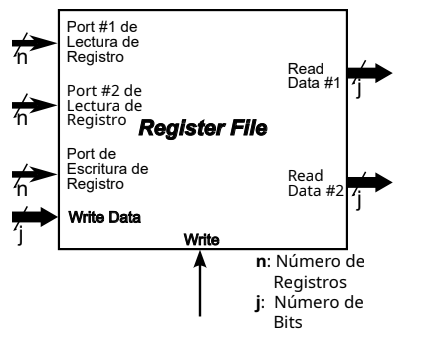 Port #1 de
Lectura de
Registro
n
Port #2 de
Lectura de
Registro
n
Register File
Read
Data #1
j
Port de
Escritura de
Registro
n
Read
Data #2
j
Write Data
j
Write
n: Número de
Registros
j: Número de
Bits